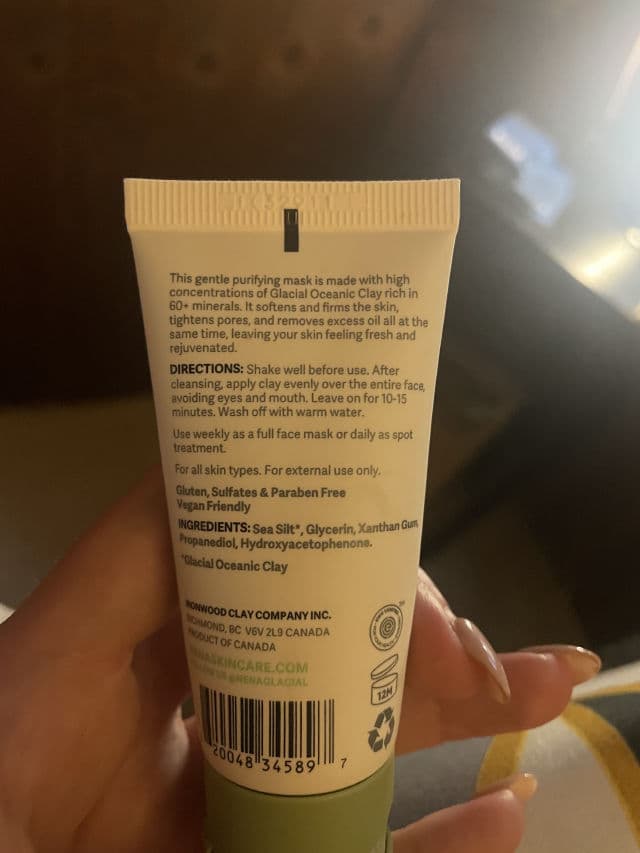 This gentle purifying mask is made with high
concentrations of Glacial Oceanic Clay rich in
60+ minerals. It softens and firms the skin,
tightens pores, and removes excess oil all at the
same time, leaving your skin feeling fresh and
rejuvenated.
DIRECTIONS: Shake well before use. After
cleansing, apply clay evenly over the entire face,
avoiding eyes and mouth. Leave on for 10-15
minutes. Wash off with warm water.
Use weekly as a full face mask or daily as spot
treatment.
For all skin types. For external use only.
Gluten, Sulfates & Paraben Free
Vegan Friendly
INGREDIENTS: Sea Silt*, Glycerin, Xanthan Gum,
Propanediol, Hydroxyacetophenone.
*Glacial Oceanic Clay
IRONWOOD CLAY COMPANY INC.
RICHMOND, BC V6V 2L9 CANADA
PRODUCT OF CANADA
@RENAGLACIAL
12M
20048 34589 7